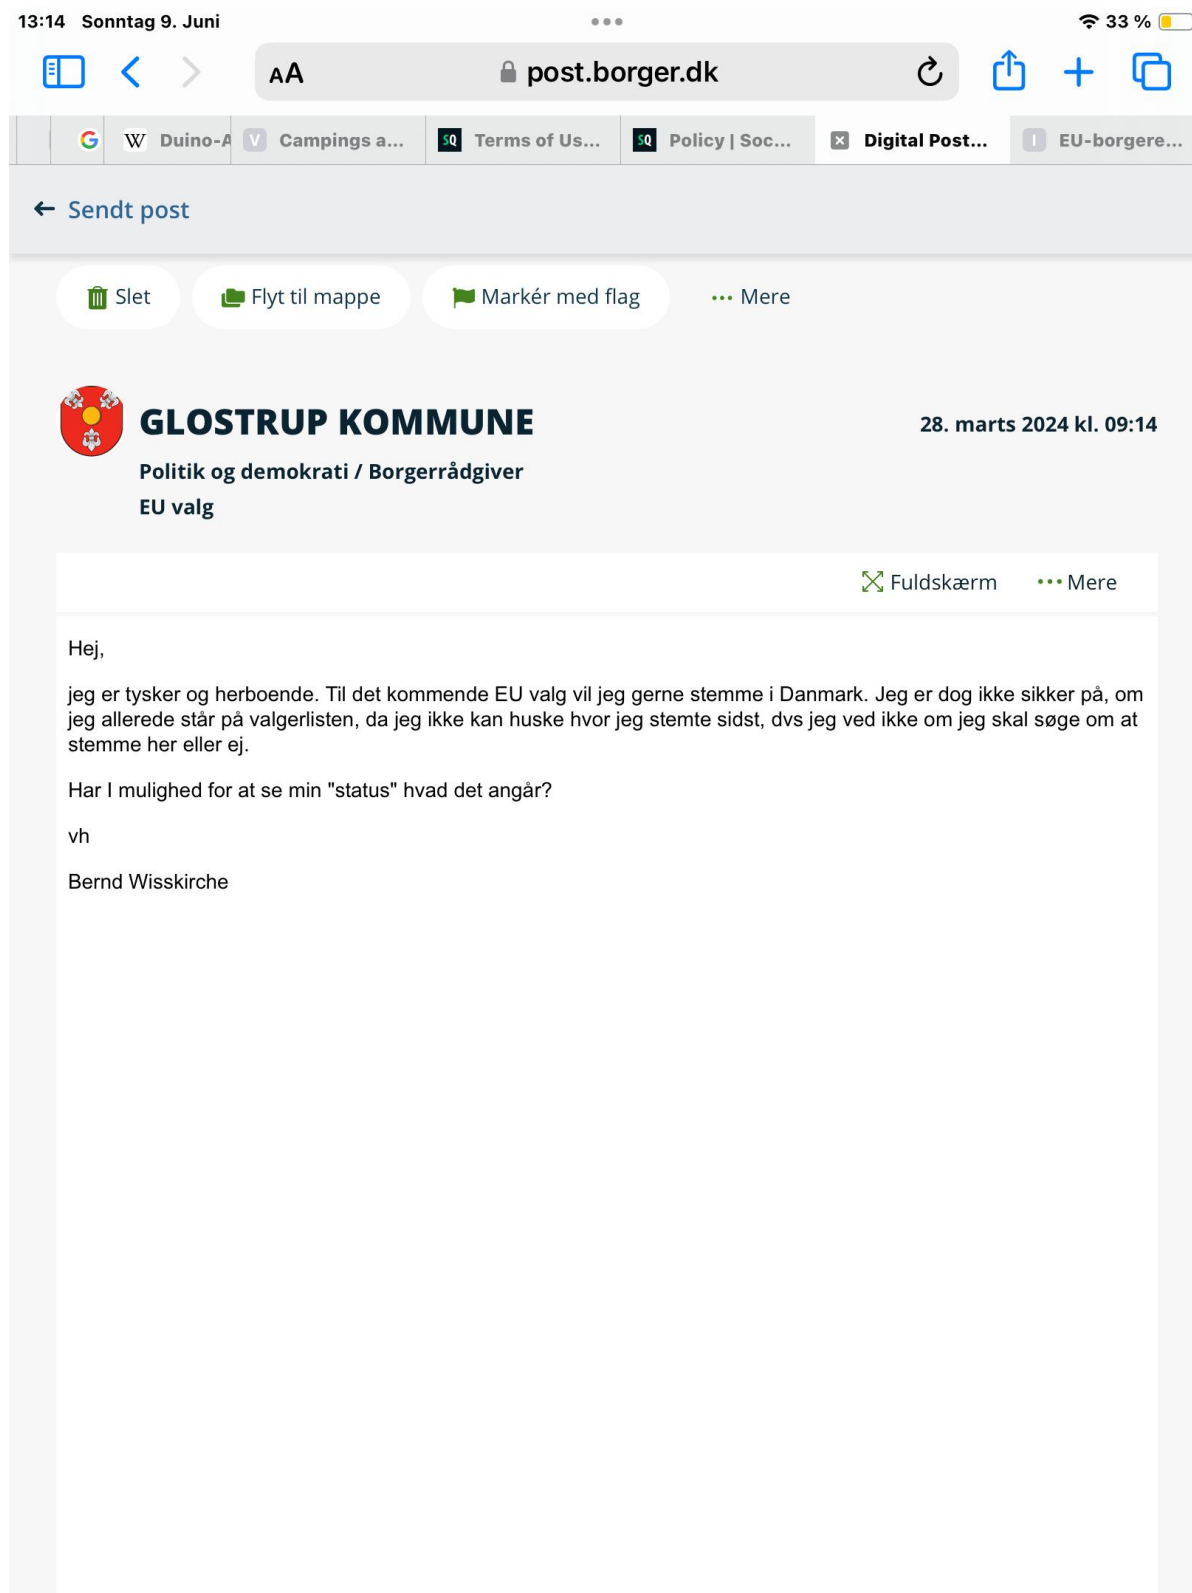 13:14 Sonntag 9. Juni
33 %
AA post.borger.dk
G W Duino-A V Campings a... SQ Terms of Us... SQ Policy | Soc... Digital Post... I EU-borgere...
← Sendt post
Slet Flyt til mappe Markér med flag ... Mere
GLOSTRUP KOMMUNE
28. marts 2024 kl. 09:14
Politik og demokrati / Borgerrådgiver
EU valg
Fuldskærm ... Mere
Hej,
jeg er tysker og herboende. Til det kommende EU valg vil jeg gerne stemme i Danmark. Jeg er dog ikke sikker på, om
jeg allerede står på valgerlisten, da jeg ikke kan huske hvor jeg stemte sidst, dvs jeg ved ikke om jeg skal søge om at
stemme her eller ej.
Har I mulighed for at se min "status" hvad det angår?
vh
Bernd Wisskirche